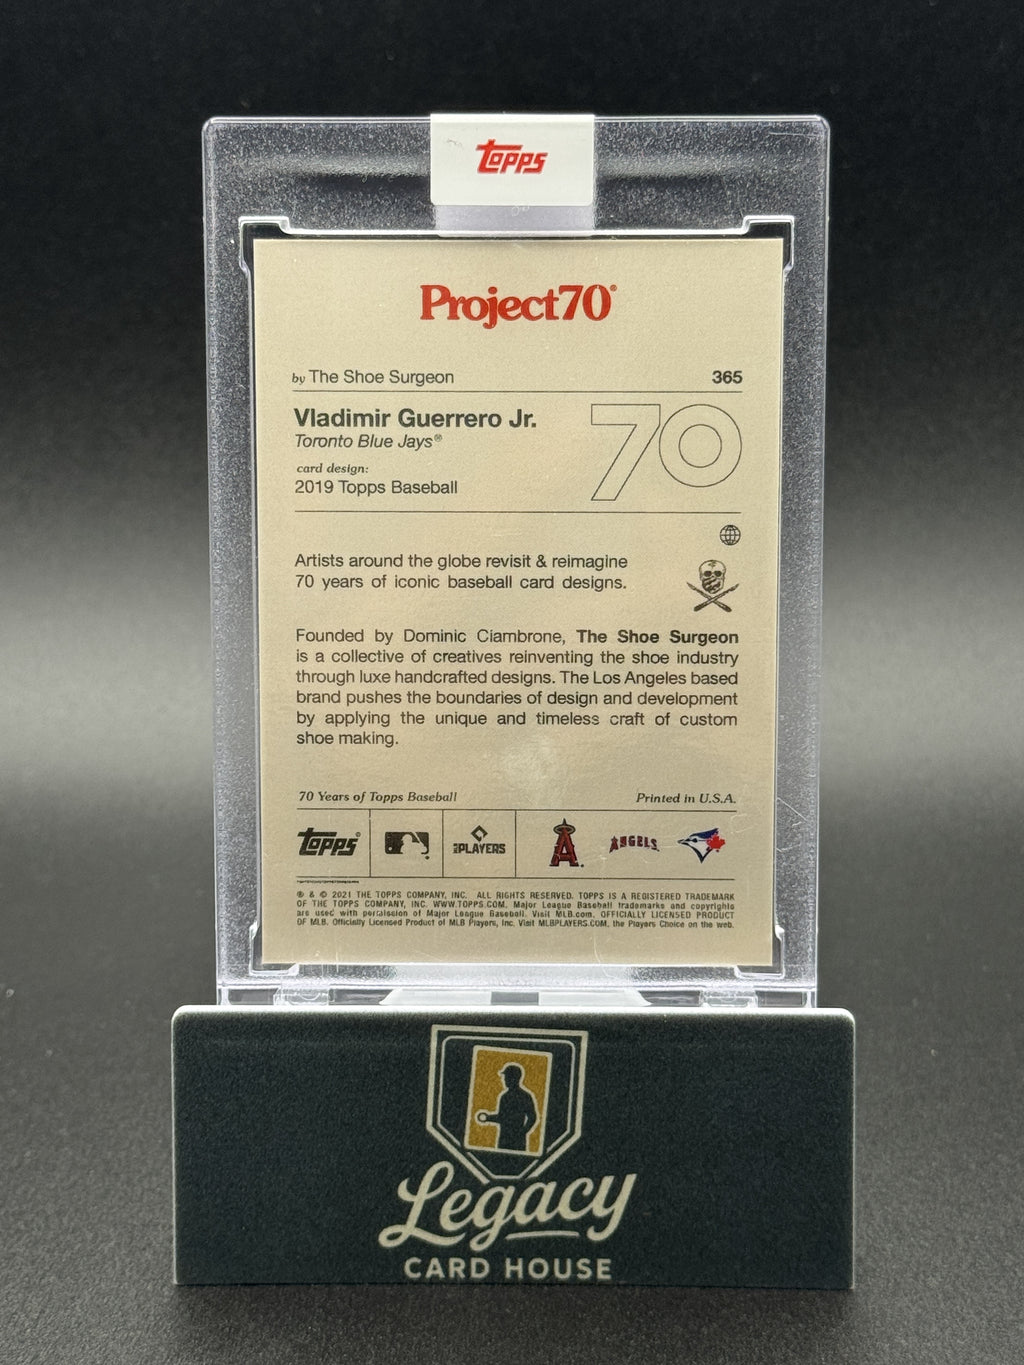 TOPPS
Project70®
by The Shoe Surgeon 365
Vladimir Guerrero Jr.
Toronto Blue Jays®
card design:
2019 Topps Baseball
70
Artists around the globe revisit & reimagine
70 years of iconic baseball card designs.
Founded by Dominic Ciambrone, The Shoe Surgeon
is a collective of creatives reinventing the shoe industry
through luxe handcrafted designs. The Los Angeles based
brand pushes the boundaries of design and development
by applying the unique and timeless craft of custom
shoe making.
70 Years of Topps Baseball Printed in U.S.A.
TOPPS PLAYERS A ANGELS
® & © 2021 THE TOPPS COMPANY, INC. ALL RIGHTS RESERVED. TOPPS IS A REGISTERED TRADEMARK
OF THE TOPPS COMPANY, INC. WWW.TOPPS.COM. Major League Baseball trademarks and copyrights
are used with permission of Major League Baseball. Visit MLB.com. OFFICIALLY LICENSED PRODUCT
OF MLB. Officially Licensed Product of MLB Players, Inc. Visit MLBPLAYERS.COM, the Players Choice on the web.
Legacy
CARD HOUSE